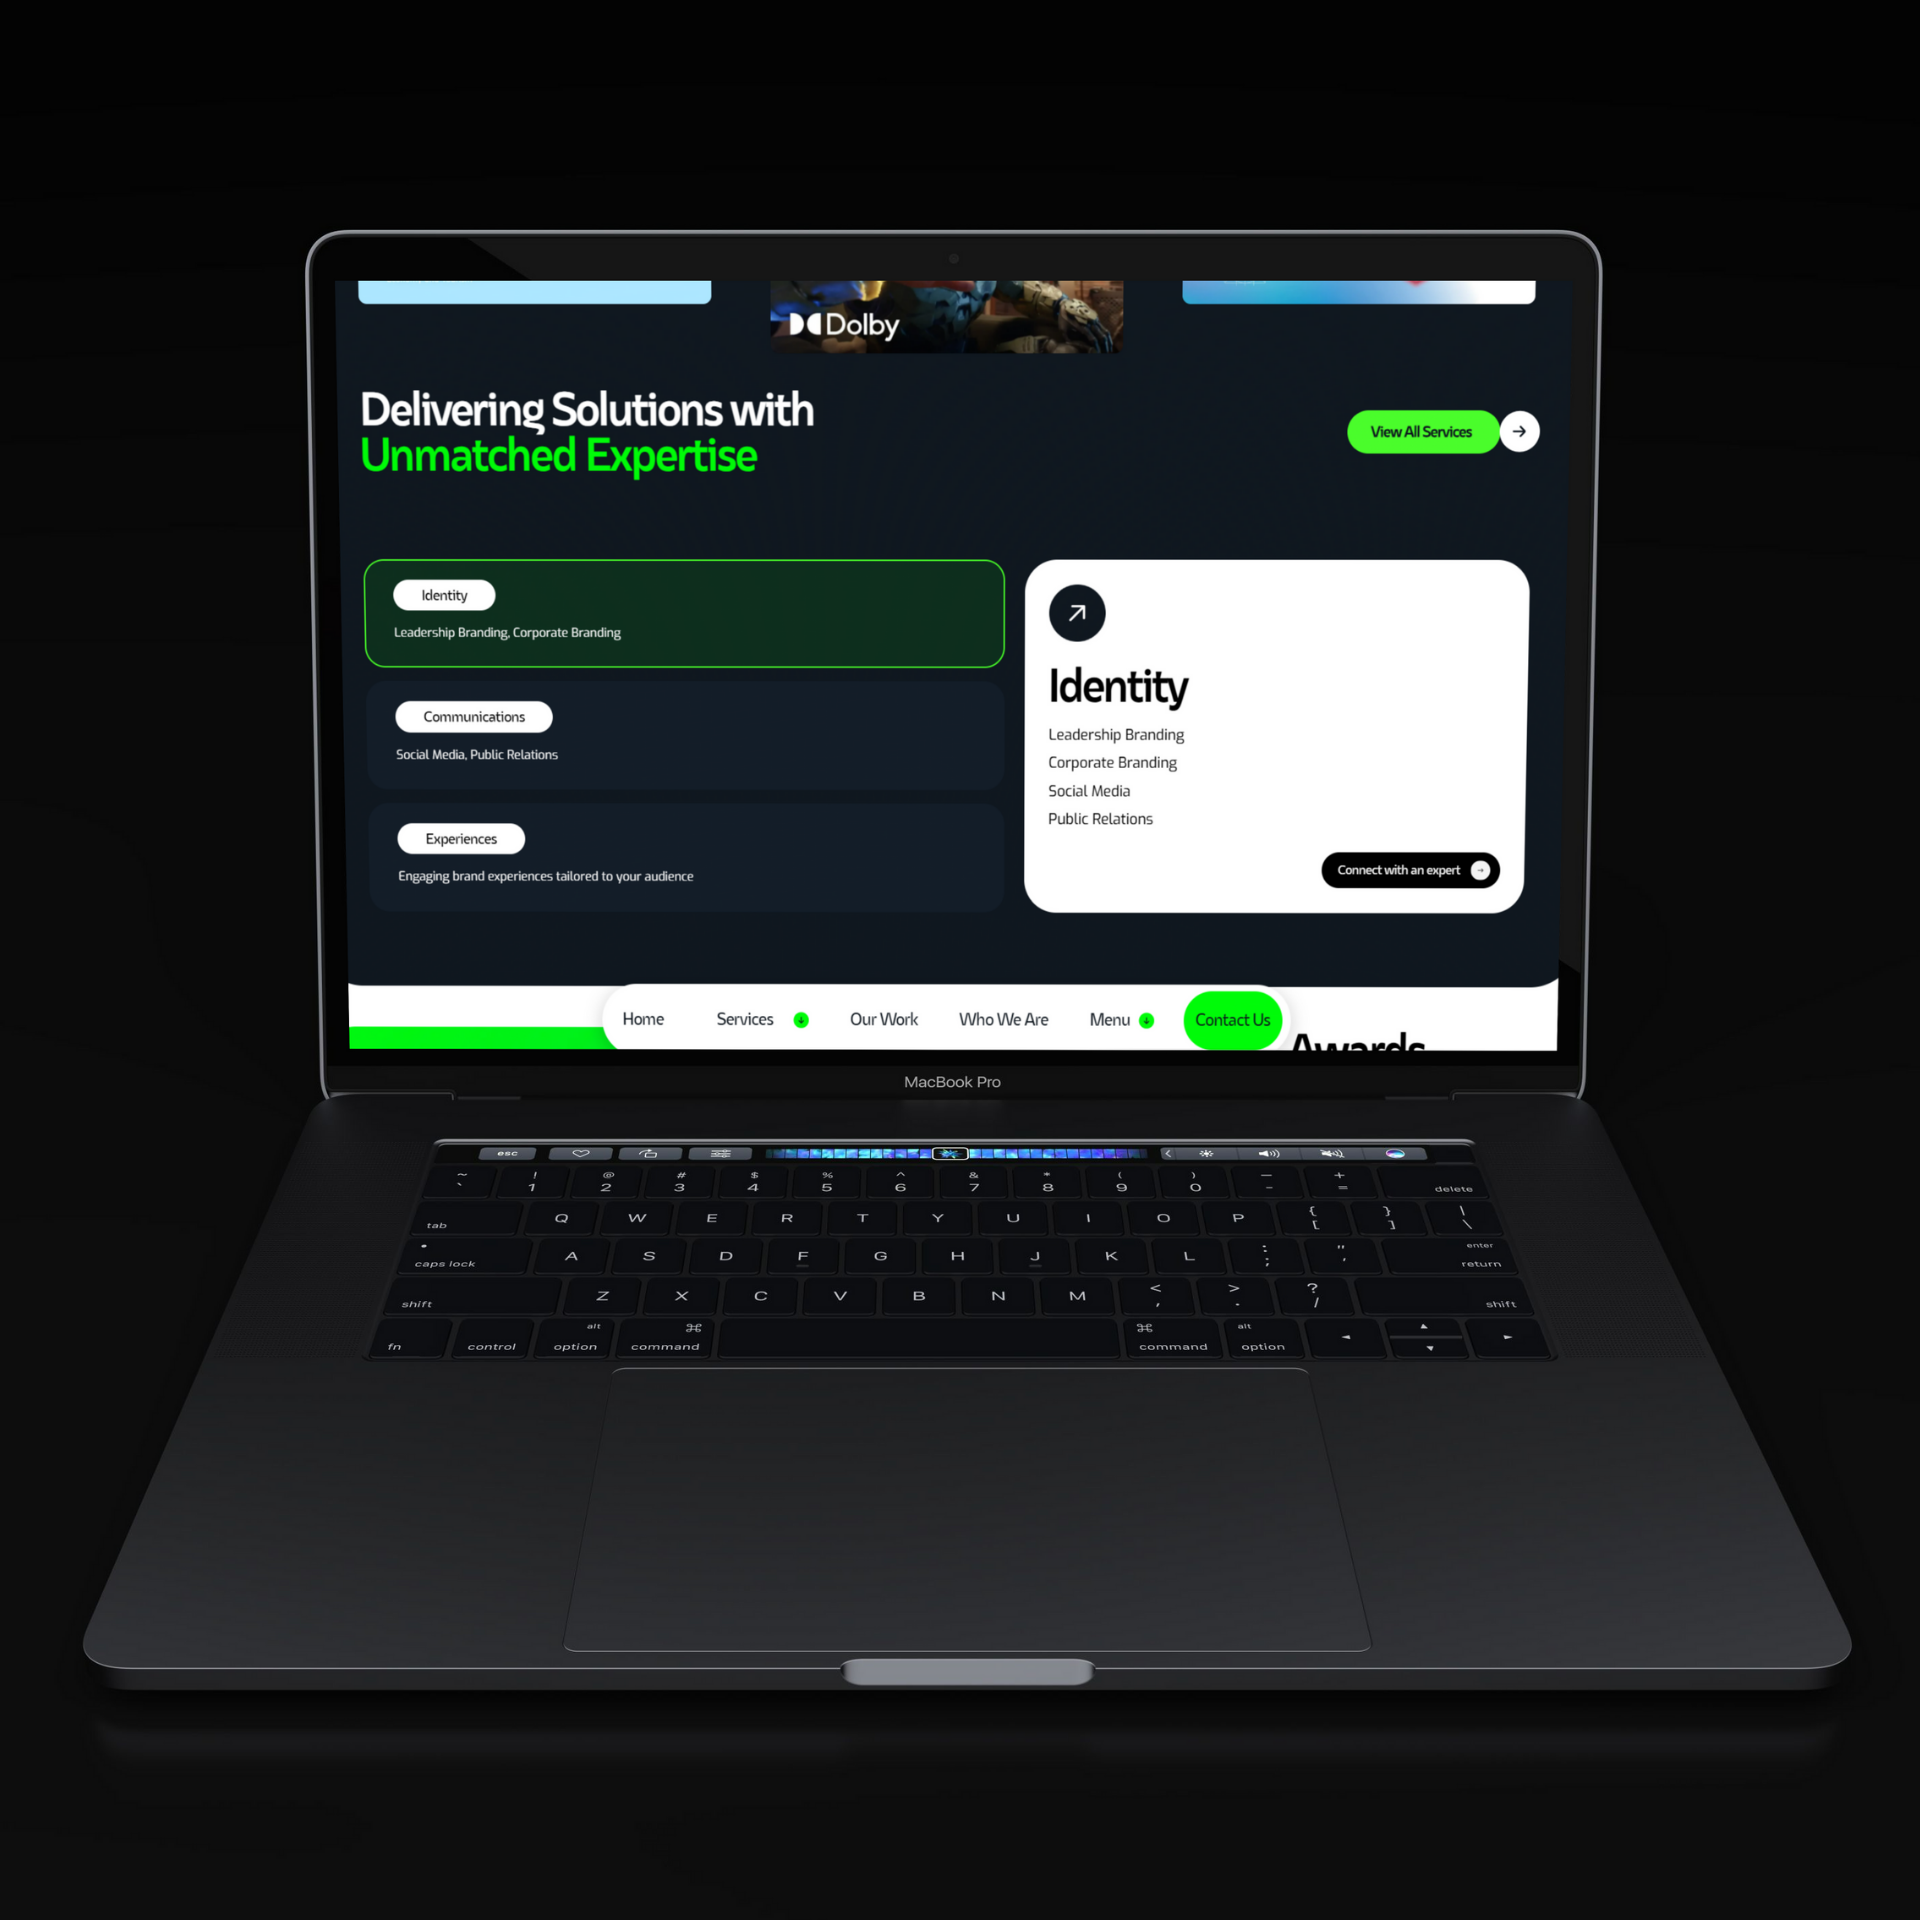 Dolby
Delivering Solutions with
Unmatched Expertise
View All Services
Identity
Leadership Branding, Corporate Branding
Communications
Social Media, Public Relations
Experiences
Engaging brand experiences tailored to your audience
Identity
Leadership Branding
Corporate Branding
Social Media
Public Relations
Connect with an expert
Home Services Our Work Who We Are Menu Contact Us
Awards
MacBook Pro
esc
~ ! @ # $ % ^ & * ( ) — +
` 1 2 3 4 5 6 7 8 9 0 - = delete
tab Q W E R T Y U I O P { [ } ] | \
caps lock A S D F G H J K L : ; " ' enter return
shift Z X C V B N M < , > . ? / shift
fn control alt option ⌘ command ⌘ command alt option